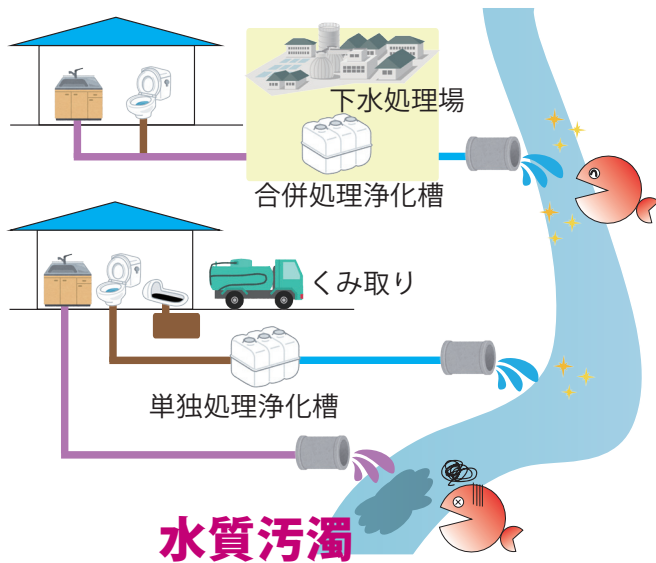 下水処理場
合併処理浄化槽
くみ取り
単独処理浄化槽
水質汚濁